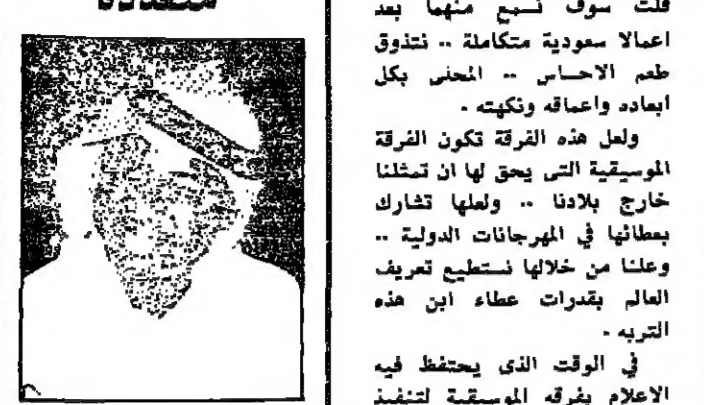 قلت سوف نسمع منهما بعد
اعمالا سعودية متكاملة .. نتذوق
طعم الاحساس .. المحنى بكل
ابعاده واعماقه ونكهته .
ولعل هذه الفرقة تكون الفرقة
الموسيقية التى يحق لها ان تمثلنا
خارج بلادنا .. ولعلها تشارك
بعطائها في المهرجانات الدولية ..
وعلنا من خلالها نستطيع تعريف
العالم بقدرات عطاء ابن هذه
التربه .
في الوقت الذى يحتفظ فيه
الاعلام بفرقه الموسيقية لتنفيذ